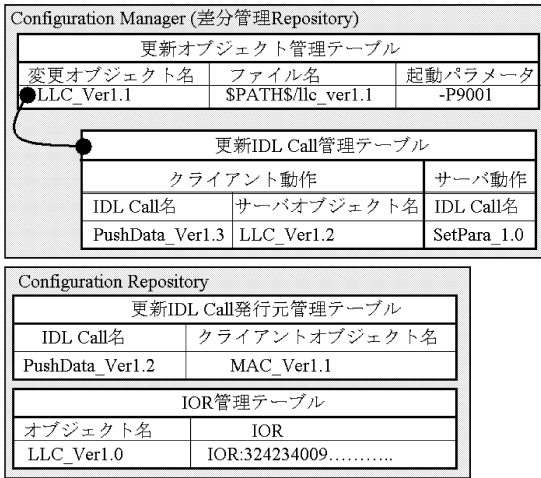 Configuration Manager (差分管理Repository)
更新オブジェクト管理テーブル
変更オブジェクト名 ファイル名 起動パラメータ
LLC_Ver1.1 $PATH$/llc_ver1.1 -P9001
更新IDL Call管理テーブル
クライアント動作 サーバ動作
IDL Call名 サーバオブジェクト名 IDL Call名
PushData_Ver1.3 LLC_Ver1.2 SetPara_1.0
Configuration Repository
更新IDL Call発行元管理テーブル
IDL Call名 クライアントオブジェクト名
PushData_Ver1.2 MAC_Ver1.1
IOR管理テーブル
オブジェクト名 IOR
LLC_Ver1.0 IOR:324234009………..